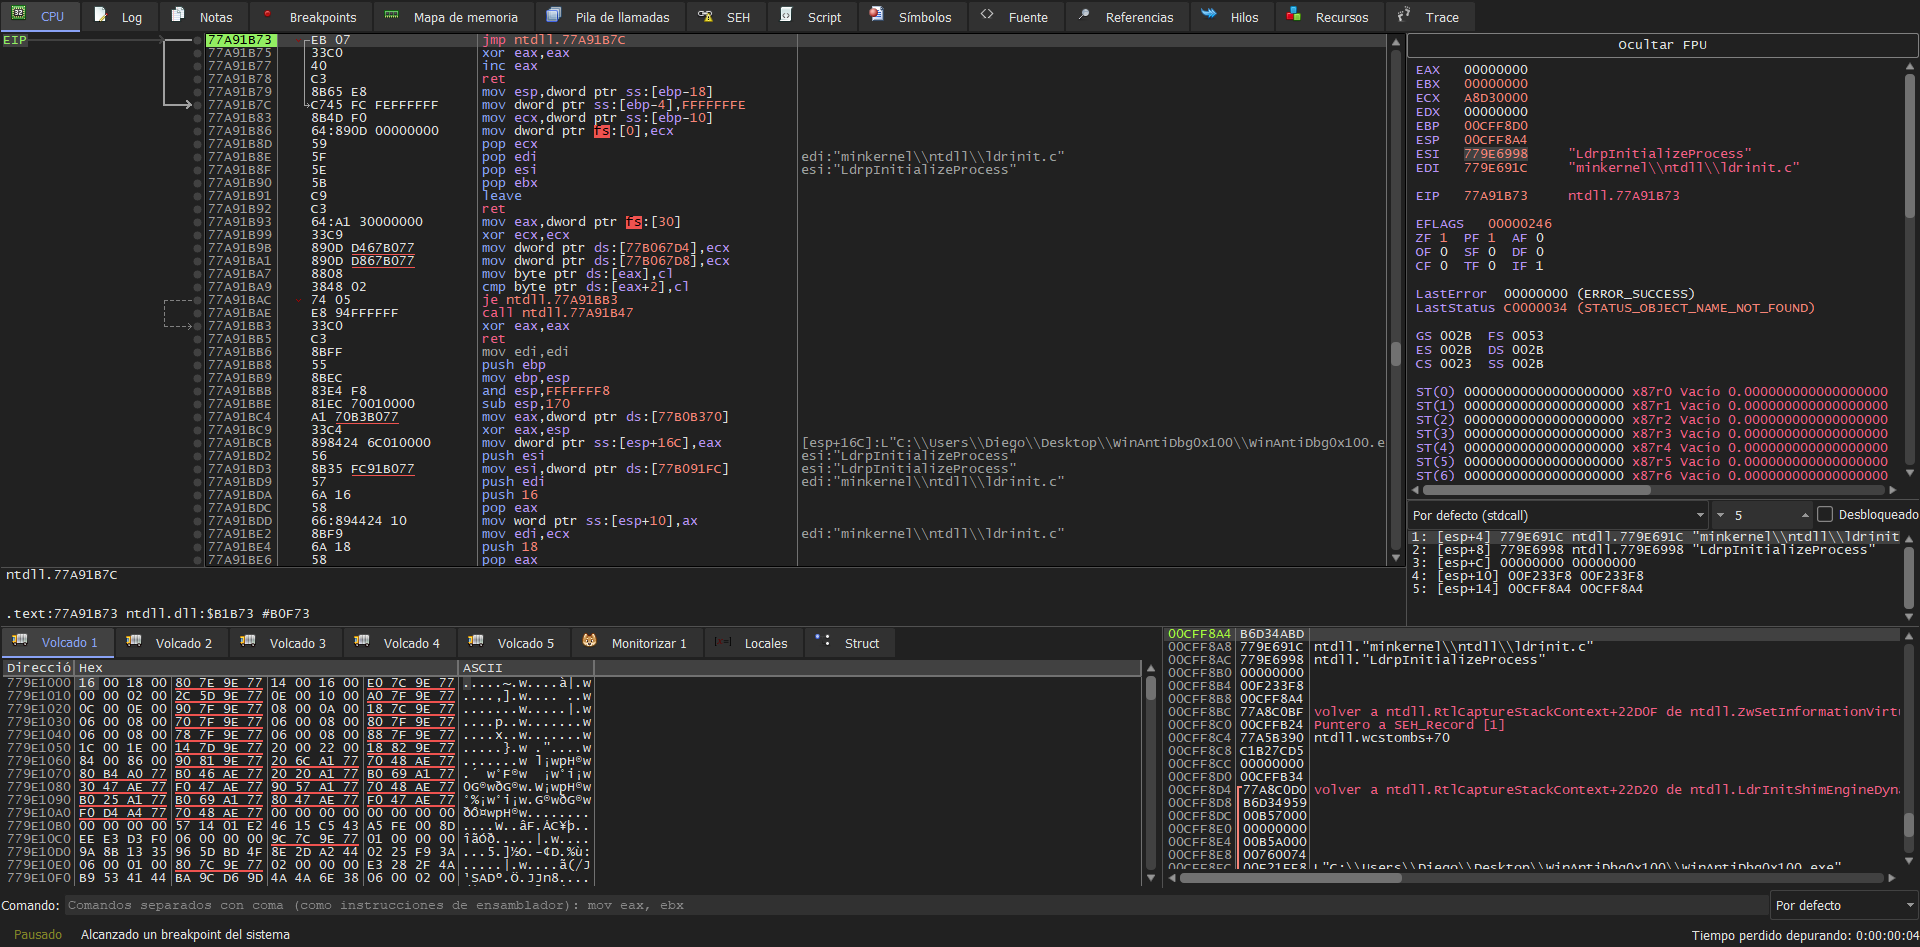 CPU Log Notas Breakpoints Mapa de memoria Pila de llamadas SEH Script Símbolos Fuente Referencias Hilos Recursos Trace
EIP
77A91B73 EB 07 jmp ntdll.77A91B7C
77A91B75 33C0 xor eax,eax
77A91B77 40 inc eax
77A91B78 C3 ret
77A91B79 8B65 E8 mov esp,dword ptr ss:[ebp-18]
77A91B7C C745 FC FEFFFFFF mov dword ptr ss:[ebp-4],FFFFFFFE
77A91B83 8B4D F0 mov ecx,dword ptr ss:[ebp-10]
77A91B86 64:890D 00000000 mov dword ptr fs:[0],ecx
77A91B8D 59 pop ecx
77A91B8E 5F pop edi edi:"minkernel\\ntdll\\ldrinit.c"
77A91B8F 5E pop esi esi:"LdrpInitializeProcess"
77A91B90 5B pop ebx
77A91B91 C9 leave
77A91B92 C3 ret
77A91B93 64:A1 30000000 mov eax,dword ptr fs:[30]
77A91B99 33C9 xor ecx,ecx
77A91B9B 890D D467B077 mov dword ptr ds:[77B067D4],ecx
77A91BA1 890D D867B077 mov dword ptr ds:[77B067D8],ecx
77A91BA7 8808 mov byte ptr ds:[eax],cl
77A91BA9 3848 02 cmp byte ptr ds:[eax+2],cl
77A91BAC 74 05 je ntdll.77A91BB3
77A91BAE E8 94FFFFFF call ntdll.77A91B47
77A91BB3 33C0 xor eax,eax
77A91BB5 C3 ret
77A91BB6 8BFF mov edi,edi
77A91BB8 55 push ebp
77A91BB9 8BEC mov ebp,esp
77A91BBB 83E4 F8 and esp,FFFFFFF8
77A91BBE 81EC 70010000 sub esp,170
77A91BC4 A1 70B3B077 mov eax,dword ptr ds:[77B0B370]
77A91BC9 33C4 xor eax,esp
77A91BCB 898424 6C010000 mov dword ptr ss:[esp+16C],eax [esp+16C]:L"C:\\Users\\Diego\\Desktop\\WinAntiDbg0x100\\WinAntiDbg0x100.e
77A91BD2 56 push esi esi:"LdrpInitializeProcess"
77A91BD3 8B35 FC91B077 mov esi,dword ptr ds:[77B091FC] esi:"LdrpInitializeProcess"
77A91BD9 57 push edi edi:"minkernel\\ntdll\\ldrinit.c"
77A91BDA 6A 16 push 16
77A91BDC 58 pop eax
77A91BDD 66:894424 10 mov word ptr ss:[esp+10],ax
77A91BE2 8BF9 mov edi,ecx edi:"minkernel\\ntdll\\ldrinit.c"
77A91BE4 6A 18 push 18
77A91BE6 58 pop eax
ntdll.77A91B7C
.text:77A91B73 ntdll.dll:$B1B73 #B0F73
Ocultar FPU
EAX 00000000
EBX 00000000
ECX A8D30000
EDX 00000000
EBP 00CFF8D0
ESP 00CFF8A4
ESI 779E6998 "LdrpInitializeProcess"
EDI 779E691C "minkernel\\ntdll\\ldrinit.c"
EIP 77A91B73 ntdll.77A91B73
EFLAGS 00000246
ZF 1 PF 1 AF 0
OF 0 SF 0 DF 0
CF 0 TF 0 IF 1
LastError 00000000 (ERROR_SUCCESS)
LastStatus C0000034 (STATUS_OBJECT_NAME_NOT_FOUND)
GS 002B FS 0053
ES 002B DS 002B
CS 0023 SS 002B
ST(0) 00000000000000000000 x87r0 Vacío 0.00000000000000000000
ST(1) 00000000000000000000 x87r1 Vacío 0.00000000000000000000
ST(2) 00000000000000000000 x87r2 Vacío 0.00000000000000000000
ST(3) 00000000000000000000 x87r3 Vacío 0.00000000000000000000
ST(4) 00000000000000000000 x87r4 Vacío 0.00000000000000000000
ST(5) 00000000000000000000 x87r5 Vacío 0.00000000000000000000
ST(6) 00000000000000000000 x87r6 Vacío 0.00000000000000000000
Por defecto (stdcall) 5 Desbloqueado
1: [esp+4] 779E691C ntdll.779E691C "minkernel\\ntdll\\ldrinit
2: [esp+8] 779E6998 ntdll.779E6998 "LdrpInitializeProcess"
3: [esp+C] 00000000 00000000
4: [esp+10] 00F233F8 00F233F8
5: [esp+14] 00CFF8A4 00CFF8A4
Volcado 1 Volcado 2 Volcado 3 Volcado 4 Volcado 5 Monitorizar 1 Locales Struct
Direcció Hex ASCII
779E1000 16 00 18 00 80 7E 9E 77 14 00 16 00 E0 7C 9E 77 .....~.w....à|.w
779E1010 00 00 02 00 2C 5D 9E 77 0E 00 10 00 A0 7F 9E 77 ....,].w.... ..w
779E1020 0C 00 0E 00 90 7F 9E 77 08 00 0A 00 18 7C 9E 77 .......w.....|.w
779E1030 06 00 08 00 70 7F 9E 77 06 00 08 00 80 7F 9E 77 ....p..w.......w
779E1040 06 00 08 00 78 7F 9E 77 06 00 08 00 88 7F 9E 77 ....x..w.......w
779E1050 1C 00 1E 00 14 7D 9E 77 20 00 22 00 18 82 9E 77 .....}.w ."....w
779E1060 84 00 86 00 90 81 9E 77 20 6C A1 77 70 48 AE 77 .......w l¡wpH®w
779E1070 80 B4 A0 77 B0 46 AE 77 20 20 A1 77 B0 69 A1 77 .´ w°F®w  ¡w°i¡w
779E1080 30 47 AE 77 F0 47 AE 77 90 57 A1 77 70 48 AE 77 0G®wðG®w.W¡wpH®w
779E1090 B0 25 A1 77 B0 69 A1 77 80 47 AE 77 F0 47 AE 77 °%¡w°i¡w.G®wðG®w
779E10A0 F0 D4 A4 77 70 48 AE 77 00 00 00 00 00 00 00 00 ðÔ¤wpH®w........
779E10B0 00 00 00 00 57 14 01 E2 46 15 C5 43 A5 FE 00 8D ....W..âF.ÅC¥þ..
779E10C0 EE E3 D3 F0 06 00 00 00 9C 7C 9E 77 01 00 00 00 îãÓð.....|.w....
779E10D0 9A 8B 13 35 96 5D BD 4F 8E 2D A2 44 02 25 F9 3A ...5.]½O.-¢D.%ù:
779E10E0 06 00 01 00 80 7C 9E 77 02 00 00 00 E3 28 2F 4A .....|.w....ã(/J
779E10F0 B9 53 41 44 BA 9C D6 9D 4A 4A 6E 38 06 00 02 00 ¹SADº.Ö.JJn8....
00CFF8A4 B6D34ABD
00CFF8A8 779E691C ntdll."minkernel\\ntdll\\ldrinit.c"
00CFF8AC 779E6998 ntdll."LdrpInitializeProcess"
00CFF8B0 00000000
00CFF8B4 00F233F8
00CFF8B8 00CFF8A4
00CFF8BC 77A8C0BF volver a ntdll.RtlCaptureStackContext+22D0F de ntdll.ZwSetInformationVirtu
00CFF8C0 00CFFB24 Puntero a SEH_Record [1]
00CFF8C4 77A5B390 ntdll.wcstombs+70
00CFF8C8 C1B27CD5
00CFF8CC 00000000
00CFF8D0 00CFFB34
00CFF8D4 77A8C0D0 volver a ntdll.RtlCaptureStackContext+22D20 de ntdll.LdrInitShimEngineDyna
00CFF8D8 B6D34959
00CFF8DC 00B57000
00CFF8E0 00000000
00CFF8E4 00B5A000
00CFF8E8 00760074
00CFF8EC 00F21FF8 L"C:\\Users\\Diego\\Desktop\\WinAntiDbg0x100\\WinAntiDbg0x100.exe"
Comando: Comandos separados con coma (como instrucciones de ensamblador): mov eax, ebx Por defecto
Pausado Alcanzado un breakpoint del sistema Tiempo perdido depurando: 0:00:00:04